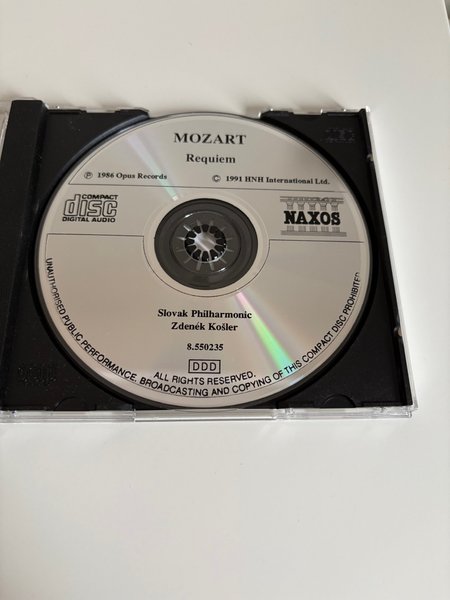 MOZART
Requiem
℗ 1986 Opus Records
© 1991 HNH International Ltd.
COMPACT
disc
DIGITAL AUDIO
NAXOS
Slovak Philharmonic
Zdenék Košler
8.550235
DDD
ALL RIGHTS RESERVED.
UNAUTHORISED PUBLIC PERFORMANCE. BROADCASTING AND COPYING OF THIS COMPACT DISC PROHIBITED